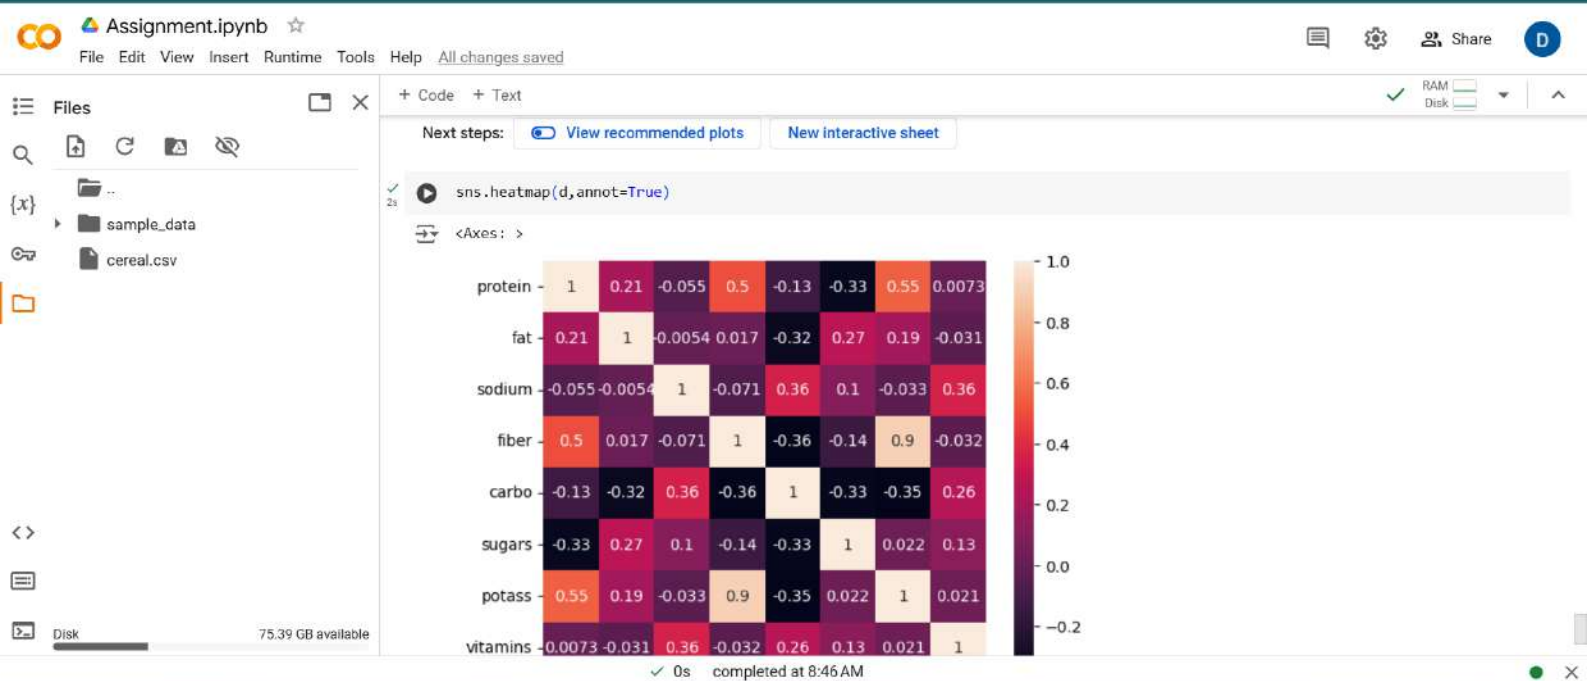 Assignment.ipynb
File Edit View Insert Runtime Tools Help All changes saved
Share
D
Files
+ Code + Text
RAM
Disk
Next steps: View recommended plots New interactive sheet
..
{x}
sample_data
cereal.csv
2s
sns.heatmap(d,annot=True)
<Axes: >
protein 1 0.21 -0.055 0.5 -0.13 -0.33 0.55 0.0073
fat 0.21 1 -0.0054 0.017 -0.32 0.27 0.19 -0.031
sodium -0.055 -0.0054 1 -0.071 0.36 0.1 -0.033 0.36
fiber 0.5 0.017 -0.071 1 -0.36 -0.14 0.9 -0.032
carbo -0.13 -0.32 0.36 -0.36 1 -0.33 -0.35 0.26
sugars -0.33 0.27 0.1 -0.14 -0.33 1 0.022 0.13
potass 0.55 0.19 -0.033 0.9 -0.35 0.022 1 0.021
vitamins 0.0073 -0.031 0.36 -0.032 0.26 0.13 0.021 1
1.0
0.8
0.6
0.4
0.2
0.0
−0.2
Disk 75.39 GB available
0s completed at 8:46 AM